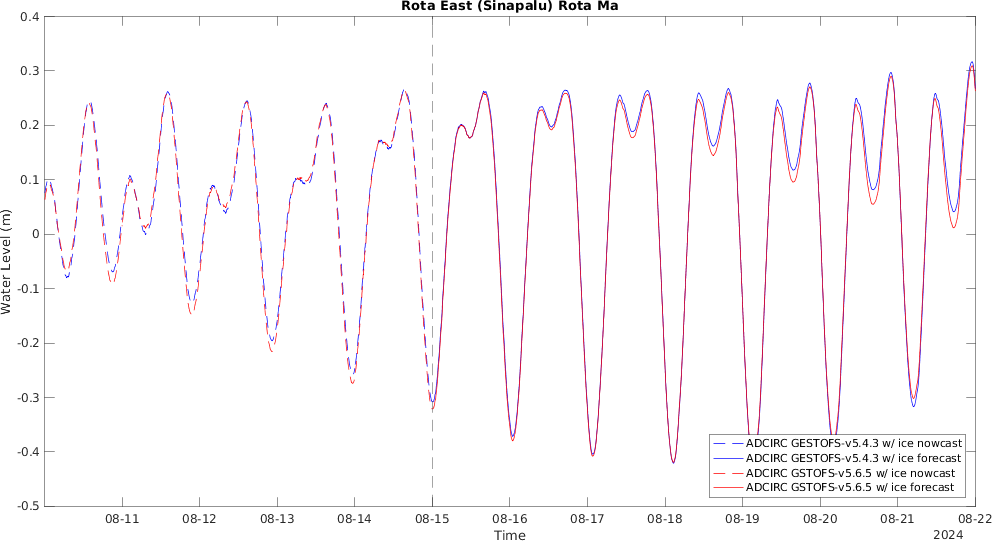 Rota East (Sinapalu) Rota Ma
0.4
0.3
0.2
0.1
0
-0.1
-0.2
-0.3
-0.4
-0.5
Water Level (m)
ADCIRC GESTOFS-v5.4.3 w/ ice nowcast
ADCIRC GESTOFS-v5.4.3 w/ ice forecast
ADCIRC GSTOFS-v5.6.5 w/ ice nowcast
ADCIRC GSTOFS-v5.6.5 w/ ice forecast
08-11 08-12 08-13 08-14 08-15 08-16 08-17 08-18 08-19 08-20 08-21 08-22
Time
2024